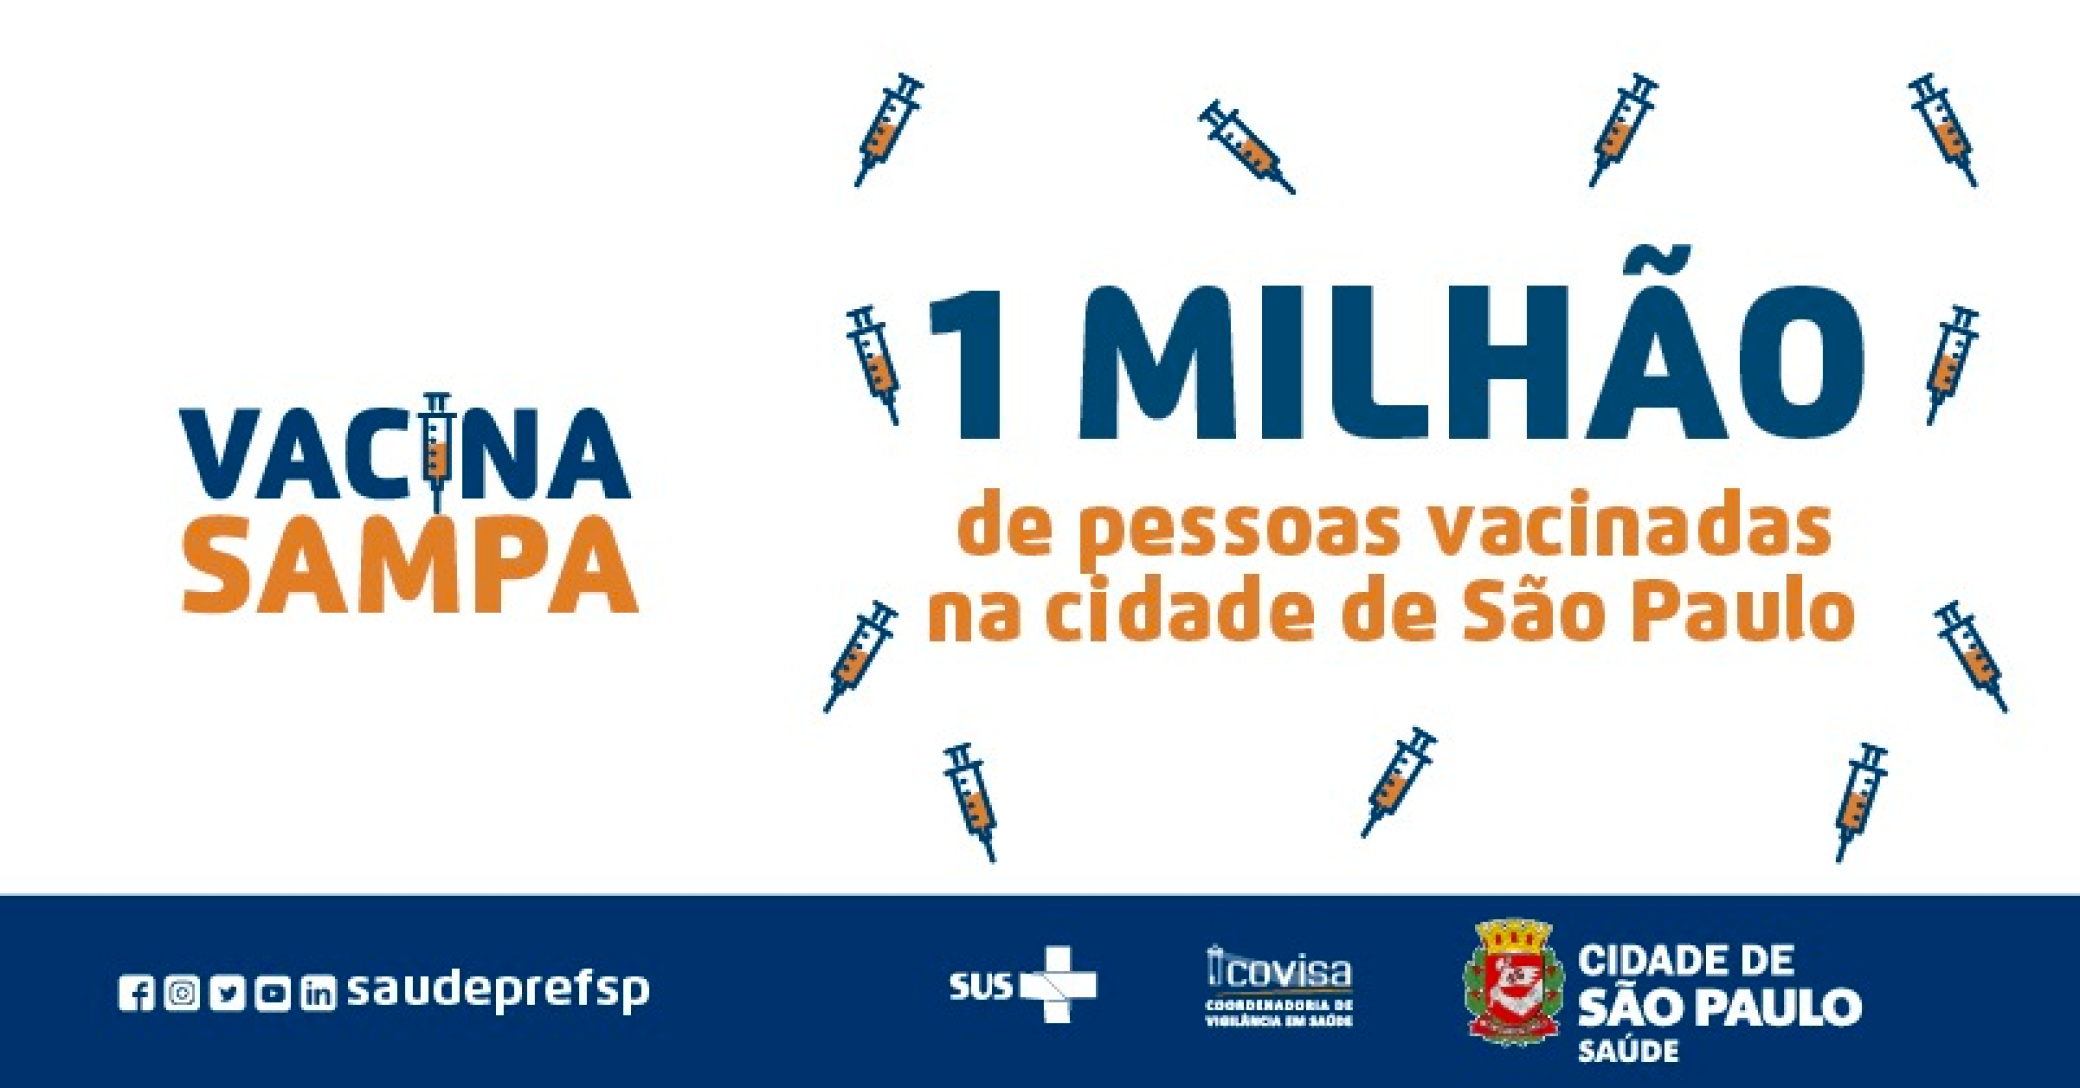 VACINA
SAMPA
1 MILHÃO
de pessoas vacinadas
na cidade de São Paulo
saudeprefsp
SUS
covisa
COORDENADORIA DE
VIGILÂNCIA EM SAÚDE
CIDADE DE
SÃO PAULO
SAÚDE